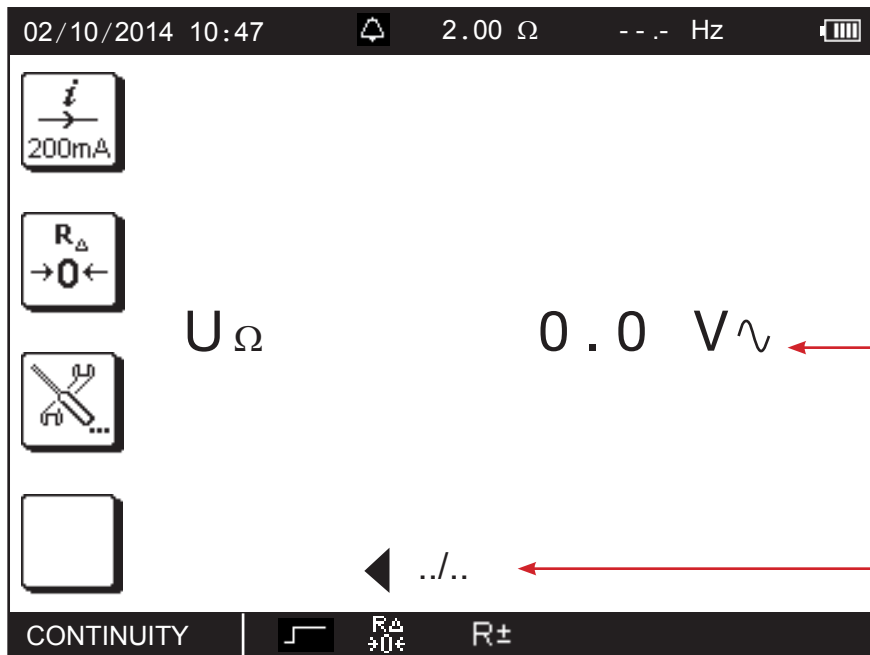 02/10/2014 10:47 2.00 Ω - - .- Hz
i
200mA
RΔ
→0←
UΩ 0.0 V∿
...
◀ ../..
CONTINUITY RΔ →0← R±